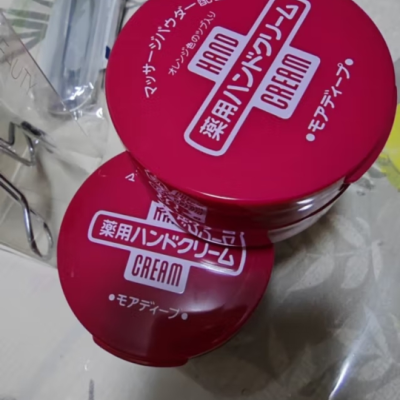 マッサージパウダー配
オレンジ色のツブ入り
HAND
薬用ハンドクリーム
CREAM
•モアディープ•
薬用ハンドクリーム
CREAM
•モアディープ•